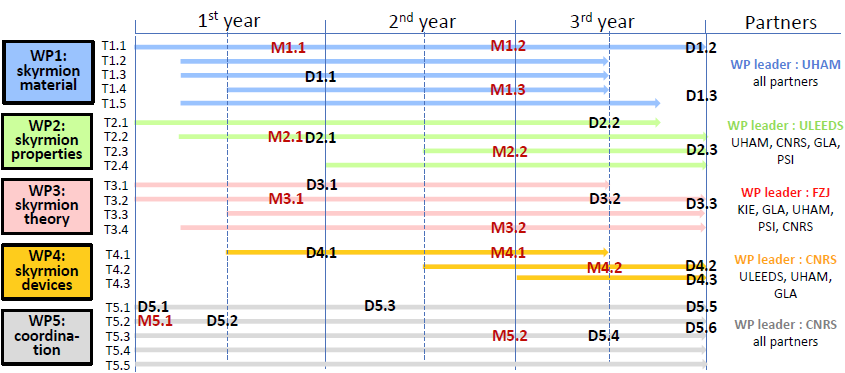 1st year 2nd year 3rd year Partners
WP1:
skyrmion
material
T1.1 M1.1 M1.2 D1.2
T1.2
T1.3 D1.1
T1.4 M1.3 D1.3
T1.5
WP leader : UHAM
all partners
WP2:
skyrmion
properties
T2.1 D2.2
T2.2 M2.1 D2.1
T2.3 M2.2 D2.3
T2.4
WP leader : ULEEDS
UHAM, CNRS, GLA,
PSI
WP3:
skyrmion
theory
T3.1 D3.1
T3.2 M3.1 D3.2 D3.3
T3.3
T3.4 M3.2
WP leader : FZJ
KIE, GLA, UHAM,
PSI, CNRS
WP4:
skyrmion
devices
T4.1 D4.1 M4.1
T4.2 M4.2 D4.2
T4.3 D4.3
WP leader : CNRS
ULEEDS, UHAM,
GLA
WP5:
coordina-
tion
T5.1 D5.1 D5.3 D5.5
T5.2 M5.1 D5.2 D5.6
T5.3 M5.2 D5.4
T5.4
T5.5
WP leader : CNRS
all partners